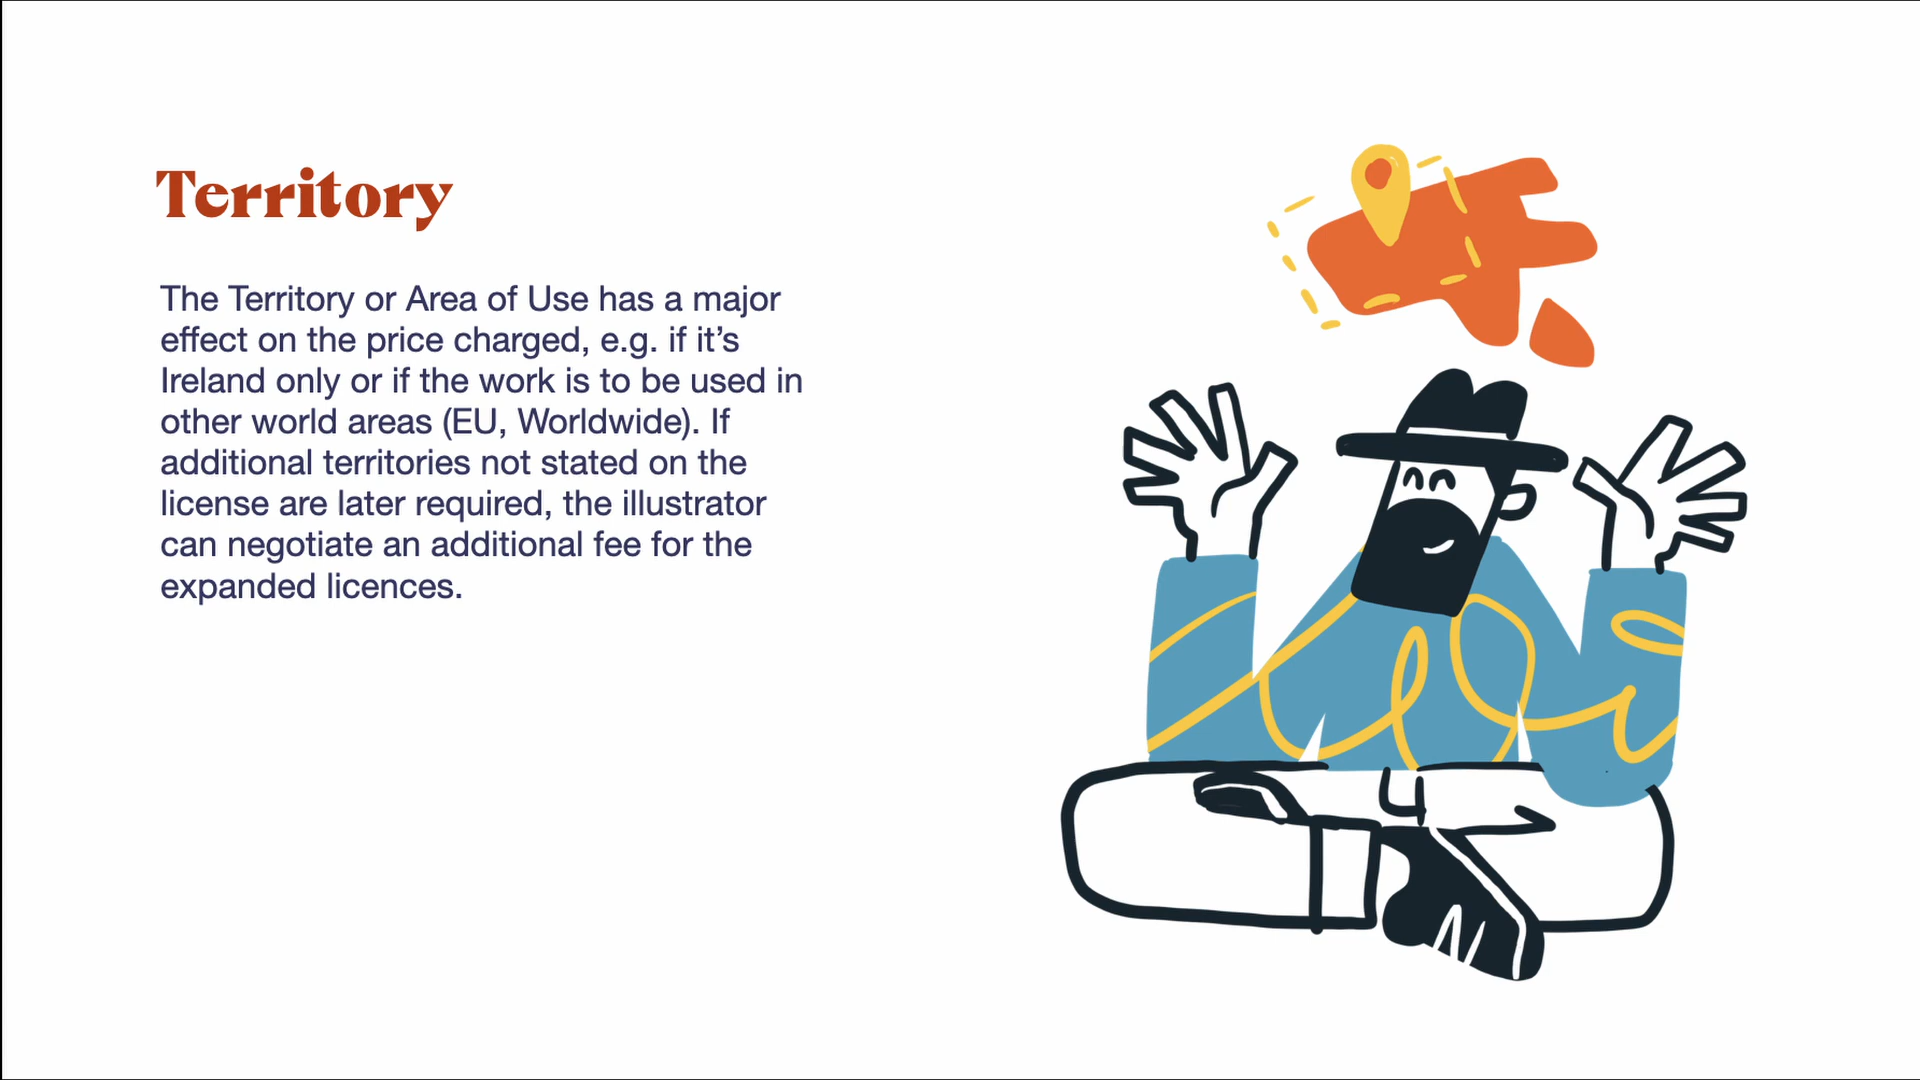 Territory
The Territory or Area of Use has a major
effect on the price charged, e.g. if it’s
Ireland only or if the work is to be used in
other world areas (EU, Worldwide). If
additional territories not stated on the
license are later required, the illustrator
can negotiate an additional fee for the
expanded licences.